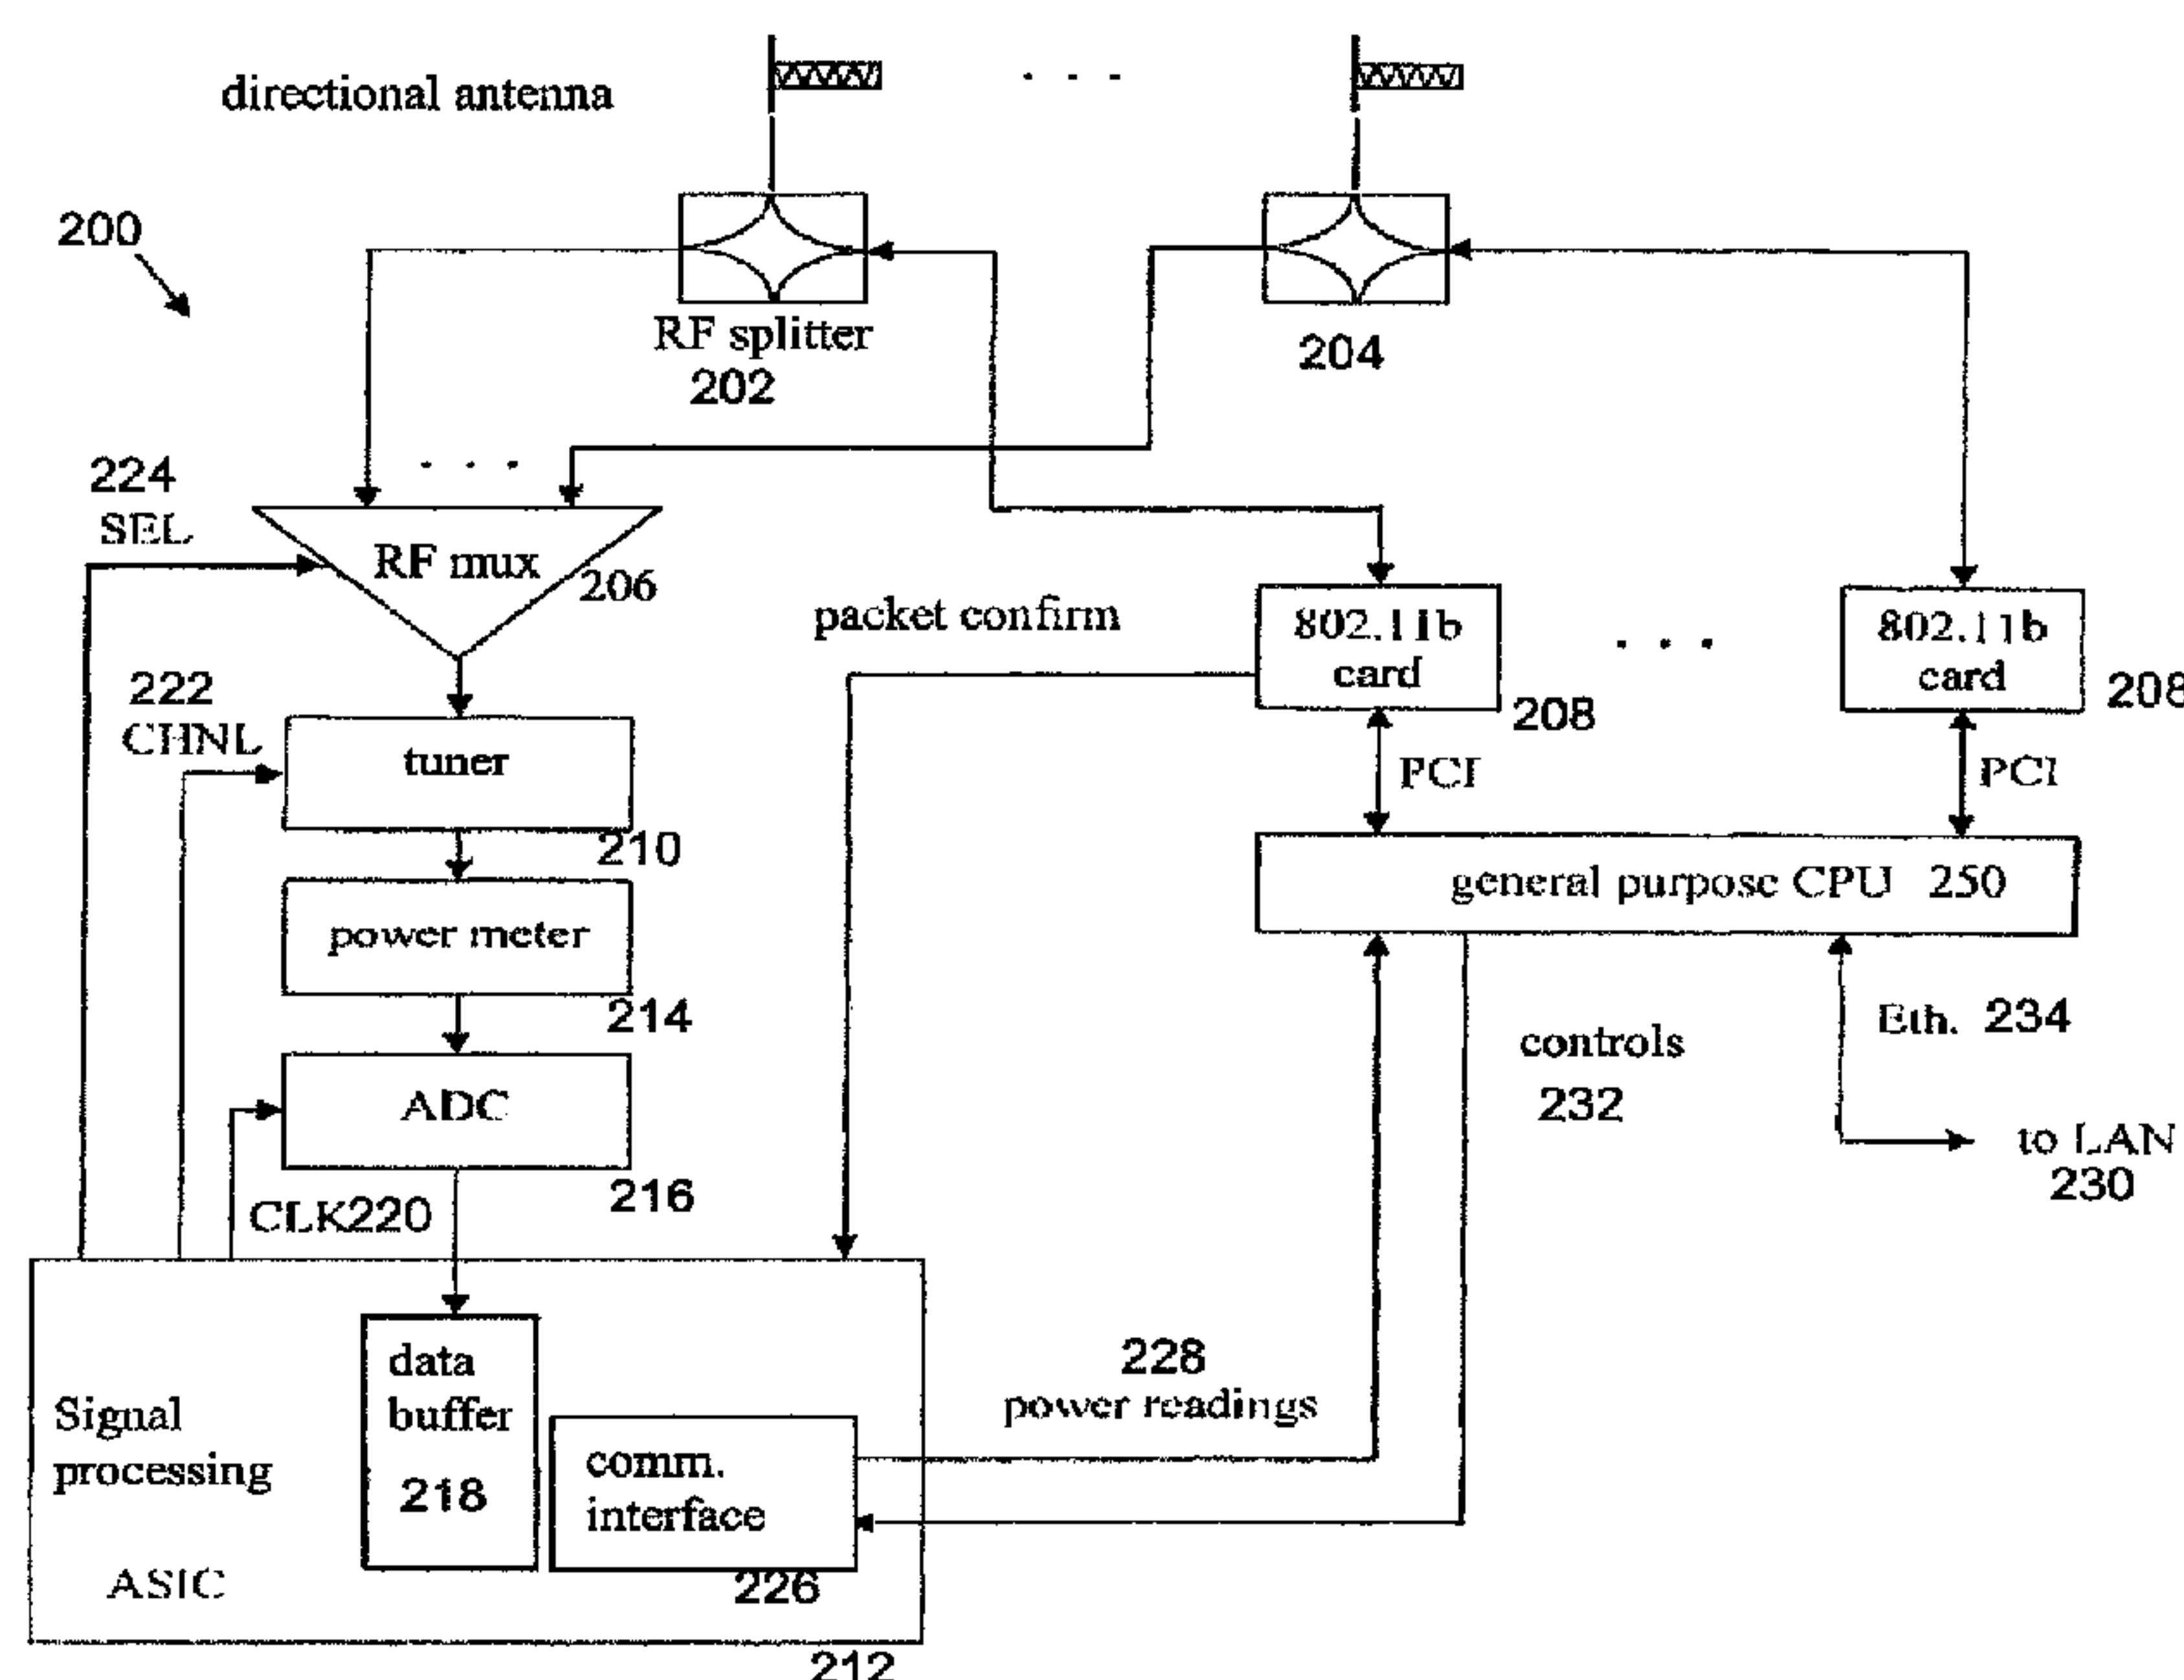 directional antenna
. . .
200
RF splitter
202
204
224
SEL
. . .
RF mux
206
packet confirm
802.11b
card
208
. . .
802.11b
card
208
222
CHNL
tuner
210
PCI
PCI
general purpose CPU 250
power meter
214
controls
232
Eth. 234
to LAN
230
ADC
216
CLK220
Signal
processing
ASIC
data
buffer
218
comm.
interface
226
228
power readings
212